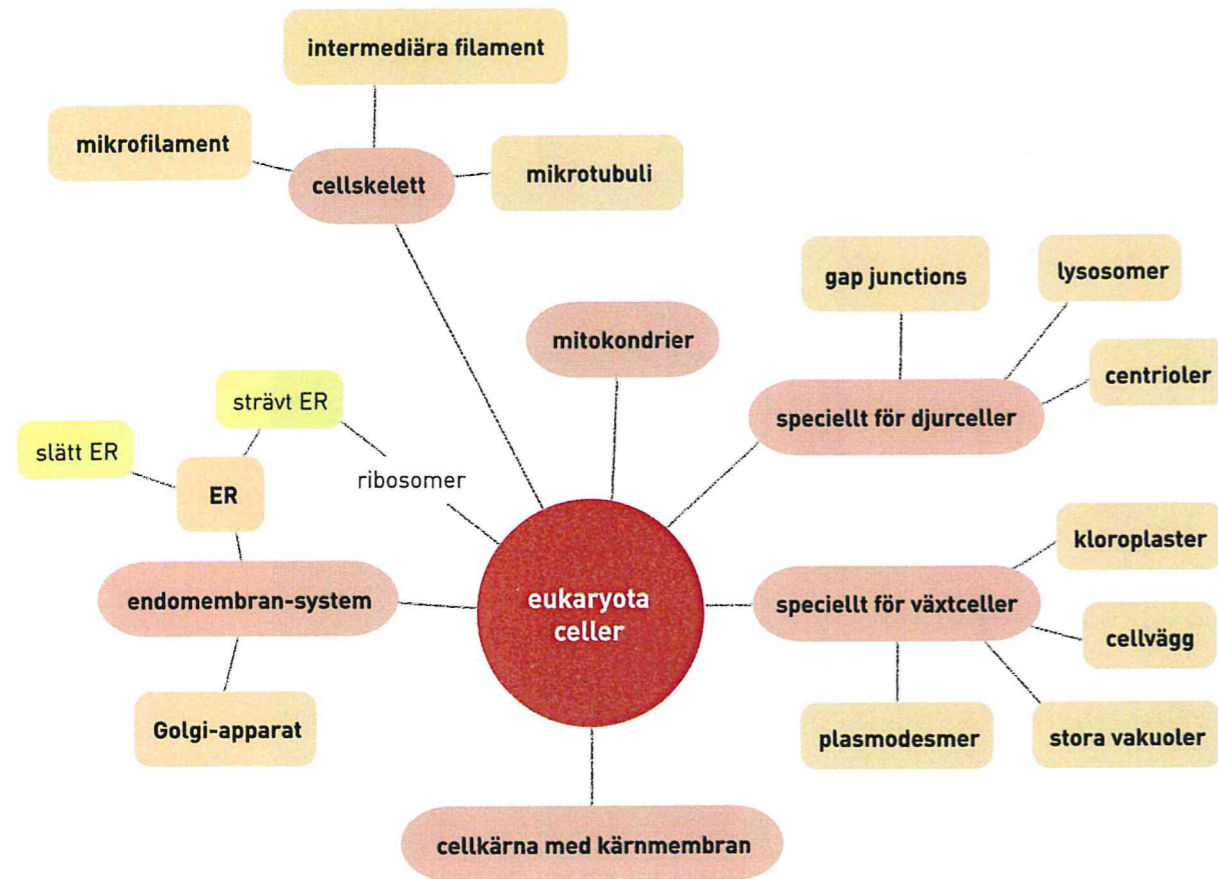 intermediära filament
mikrofilament
cellskelett
mikrotubuli
gap junctions
lysosomer
mitokondrier
centrioler
speciellt för djurceller
strävt ER
slätt ER
ribosomer
ER
kloroplaster
endomembran-system
eukaryota
celler
speciellt för växtceller
cellvägg
Golgi-apparat
plasmodesmer
stora vakuoler
cellkärna med kärnmembran